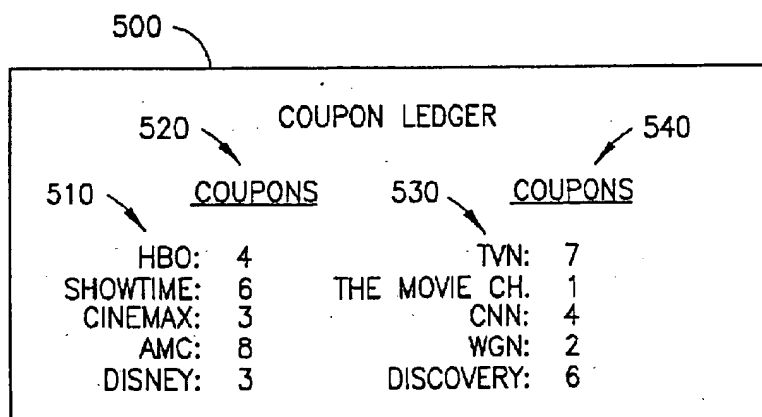 500
COUPON LEDGER
520
540
COUPONS
COUPONS
510
530
HBO: 4
SHOWTIME: 6
CINEMAX: 3
AMC: 8
DISNEY: 3
TVN: 7
THE MOVIE CH. 1
CNN: 4
WGN: 2
DISCOVERY: 6